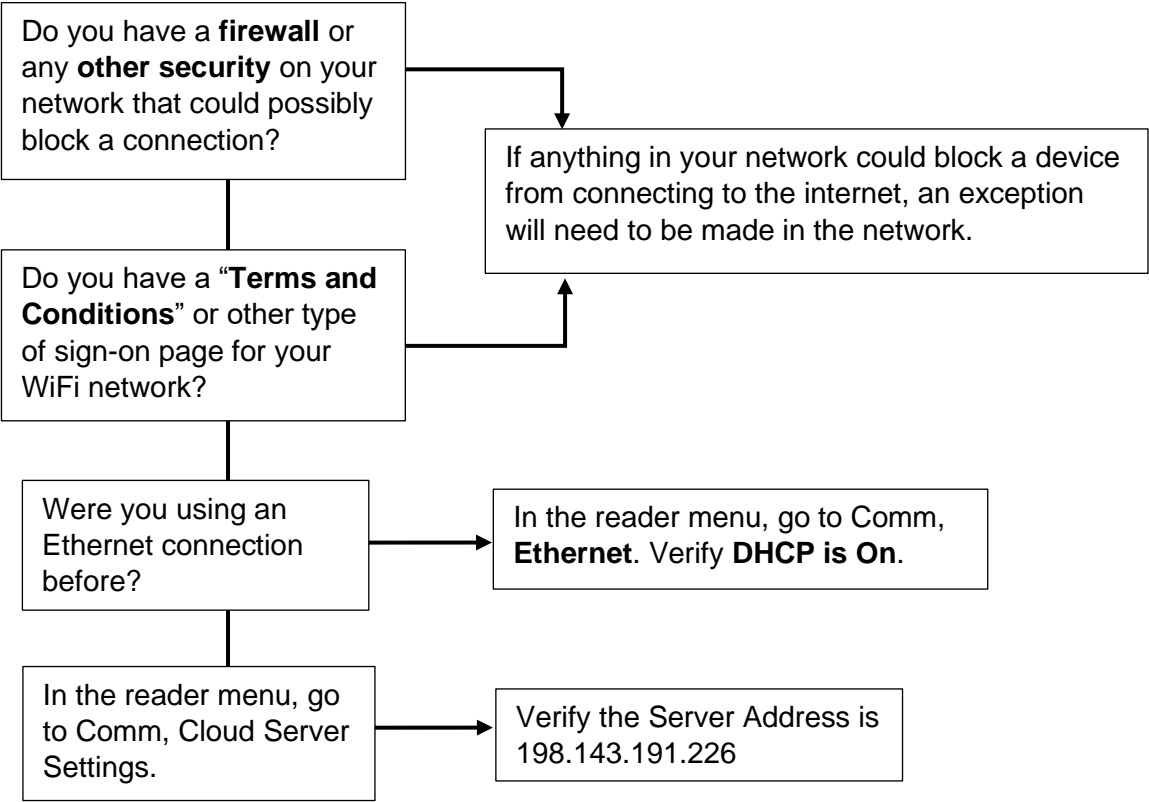 Do you have a firewall or
any other security on your
network that could possibly
block a connection?
If anything in your network could block a device
from connecting to the internet, an exception
will need to be made in the network.
Do you have a “Terms and
Conditions” or other type
of sign-on page for your
WiFi network?
Were you using an
Ethernet connection
before?
In the reader menu, go to Comm,
Ethernet. Verify DHCP is On.
In the reader menu, go
to Comm, Cloud Server
Settings.
Verify the Server Address is
198.143.191.226